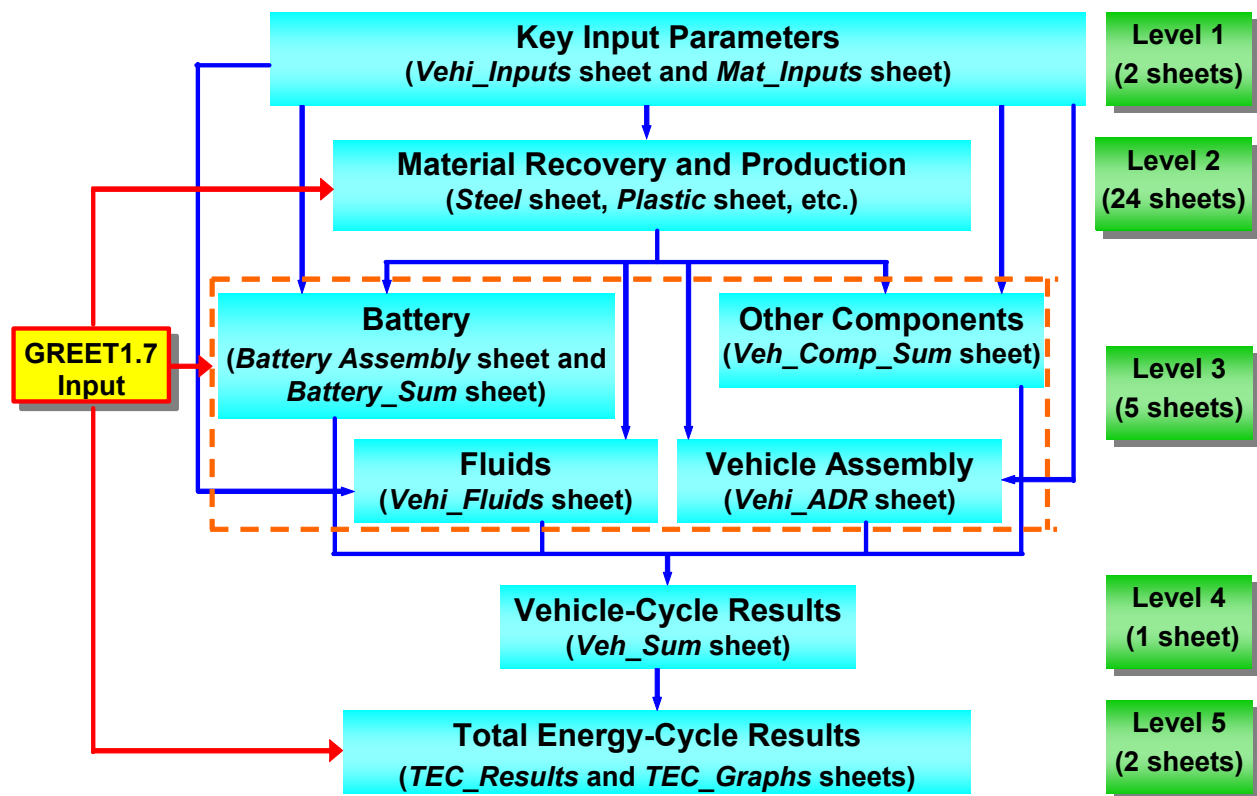 Key Input Parameters
(Vehi_Inputs sheet and Mat_Inputs sheet)
Level 1
(2 sheets)
Material Recovery and Production
(Steel sheet, Plastic sheet, etc.)
Level 2
(24 sheets)
Battery
(Battery Assembly sheet and
Battery_Sum sheet)
Other Components
(Veh_Comp_Sum sheet)
GREET1.7
Input
Level 3
(5 sheets)
Fluids
(Vehi_Fluids sheet)
Vehicle Assembly
(Vehi_ADR sheet)
Vehicle-Cycle Results
(Veh_Sum sheet)
Level 4
(1 sheet)
Total Energy-Cycle Results
(TEC_Results and TEC_Graphs sheets)
Level 5
(2 sheets)